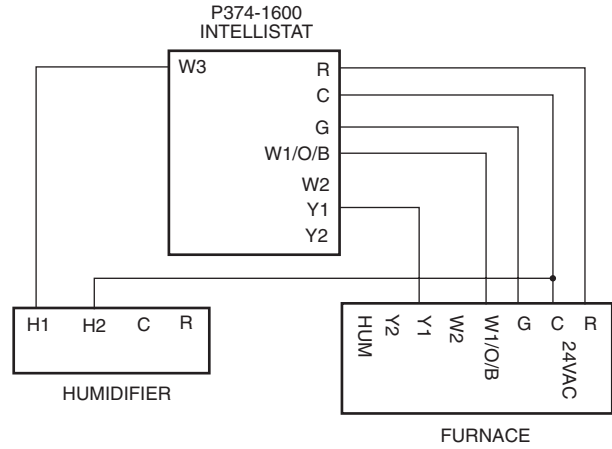 P374-1600
INTELLISTAT
W3
R
C
G
W1/O/B
W2
Y1
Y2
H1 H2 C R
HUMIDIFIER
HUM Y2 Y1 W2 W1/O/B G C R
24VAC
FURNACE